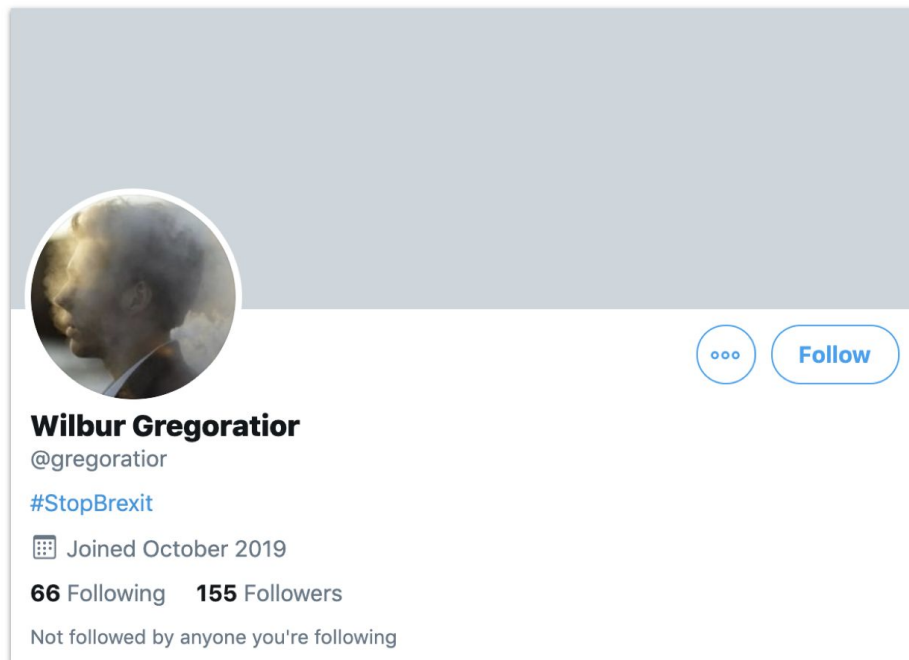 Follow
Wilbur Gregoratior
@gregoratior
#StopBrexit
Joined October 2019
66 Following 155 Followers
Not followed by anyone you're following